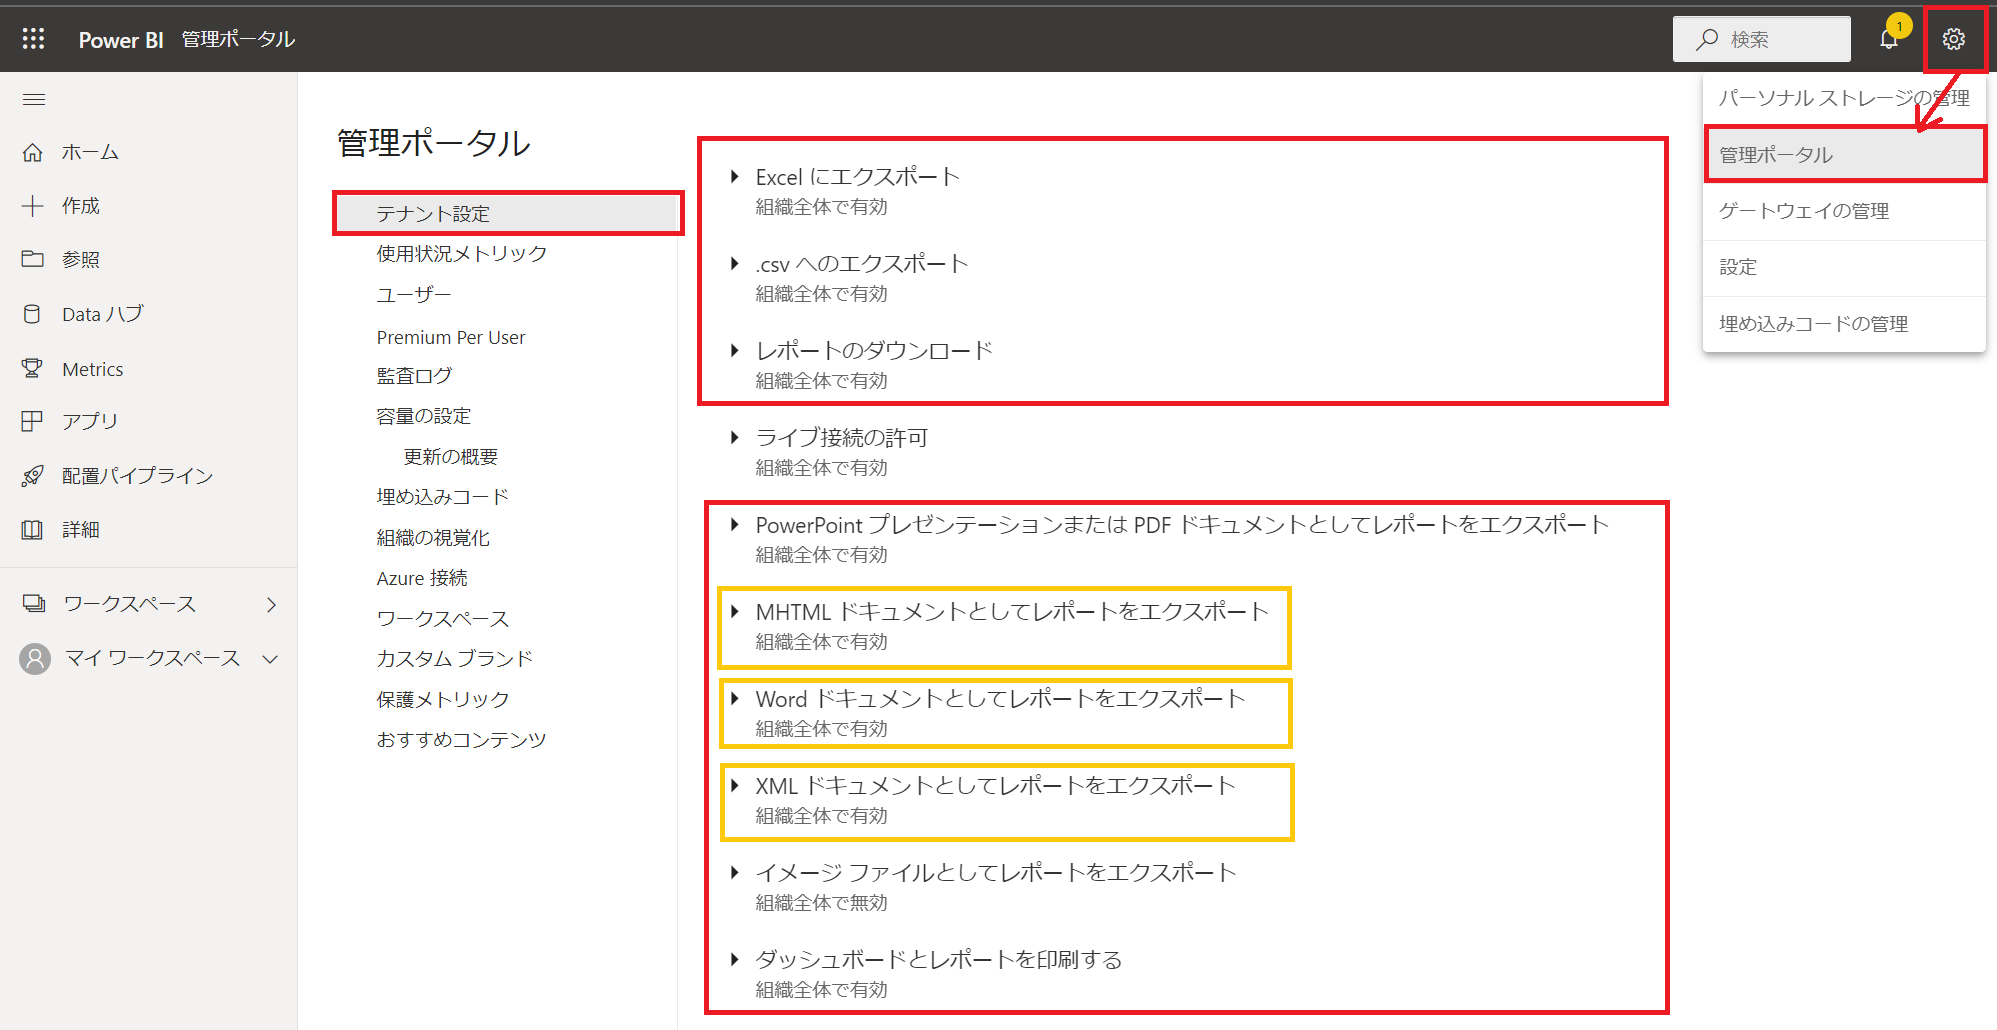 Power BI 管理ポータル
検索
1
パーソナル ストレージの管理
管理ポータル
ゲートウェイの管理
設定
埋め込みコードの管理
ホーム
作成
参照
Data ハブ
Metrics
アプリ
配置パイプライン
詳細
ワークスペース
マイ ワークスペース
管理ポータル
テナント設定
使用状況メトリック
ユーザー
Premium Per User
監査ログ
容量の設定
更新の概要
埋め込みコード
組織の視覚化
Azure 接続
ワークスペース
カスタム ブランド
保護メトリック
おすすめコンテンツ
Excel にエクスポート
組織全体で有効
.csv へのエクスポート
組織全体で有効
レポートのダウンロード
組織全体で有効
ライブ接続の許可
組織全体で有効
PowerPoint プレゼンテーションまたは PDF ドキュメントとしてレポートをエクスポート
組織全体で有効
MHTML ドキュメントとしてレポートをエクスポート
組織全体で有効
Word ドキュメントとしてレポートをエクスポート
組織全体で有効
XML ドキュメントとしてレポートをエクスポート
組織全体で有効
イメージ ファイルとしてレポートをエクスポート
組織全体で無効
ダッシュボードとレポートを印刷する
組織全体で有効